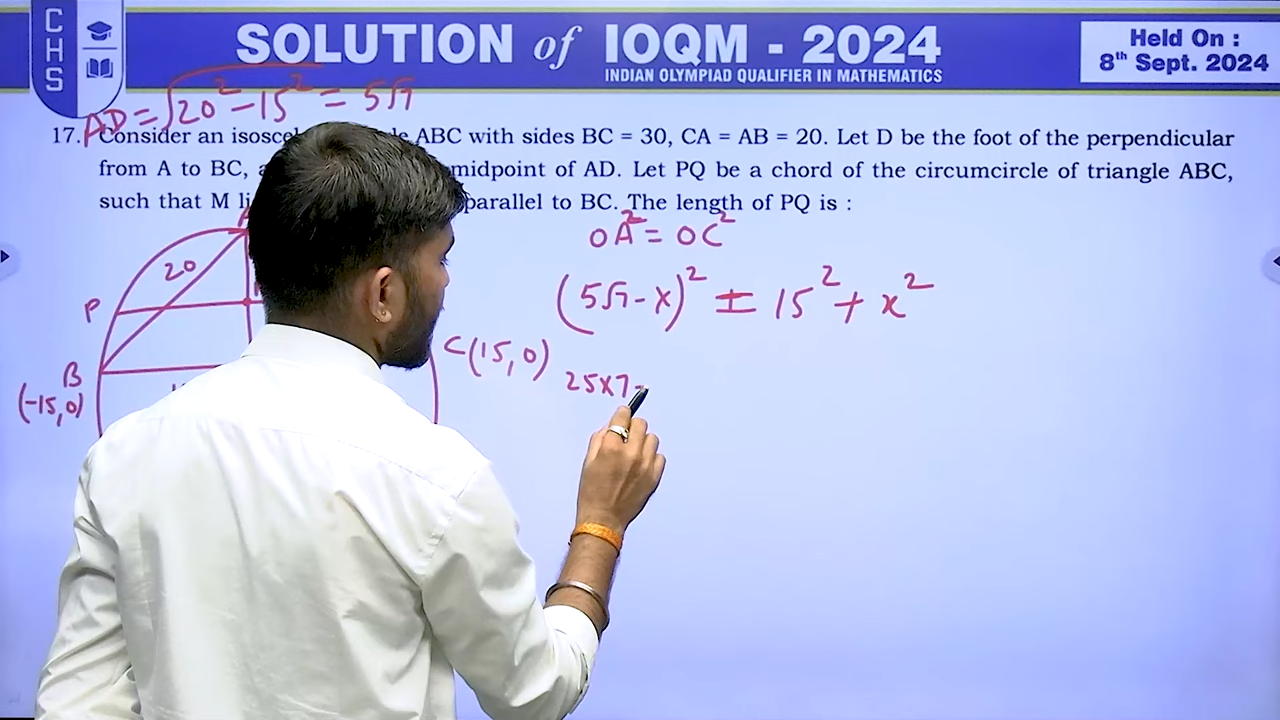 CHS
SOLUTION of IOQM - 2024
INDIAN OLYMPIAD QUALIFIER IN MATHEMATICS
Held On :
8th Sept. 2024
AD = √20² - 15² = 5√7
17. Consider an ABC with sides BC = 30, CA = AB = 20. Let D be the foot of the perpendicular
from A to BC, midpoint of AD. Let PQ be a chord of the circumcircle of triangle ABC,
such that M parallel to BC. The length of PQ is :
OA² = OC²
20
(5√7 - x)² = 15² + x²
P
C(15, 0)
B
25×7 -
(-15, 0)